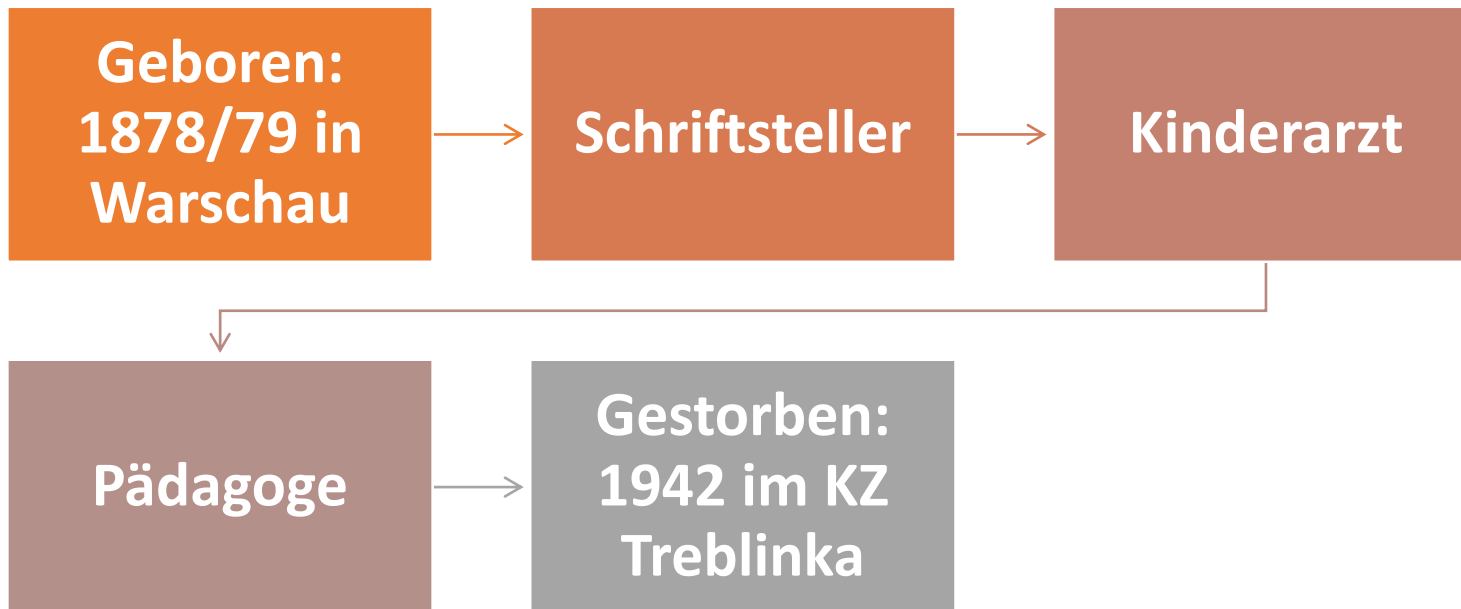 Geboren:
1878/79 in
Warschau
Schriftsteller
Kinderarzt
Pädagoge
Gestorben:
1942 im KZ
Treblinka